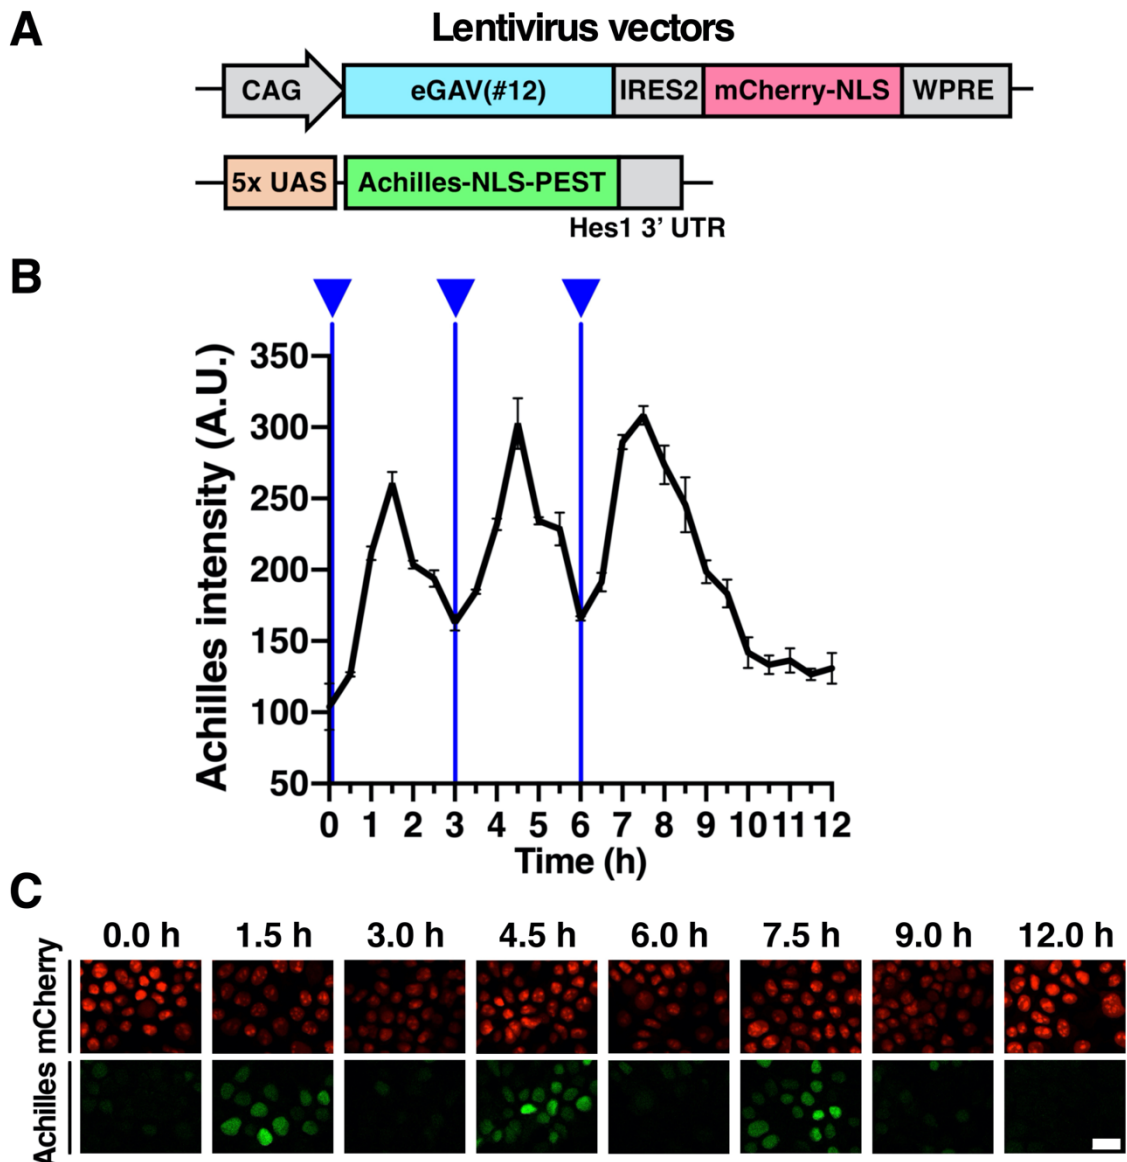 A
Lentivirus vectors
CAG eGAV(#12) IRES2 mCherry-NLS WPRE
5x UAS Achilles-NLS-PEST
Hes1 3’ UTR
B
350
300
250
200
150
100
50
Achilles intensity (A.U.)
0 1 2 3 4 5 6 7 8 9 10 11 12
Time (h)
C
0.0 h 1.5 h 3.0 h 4.5 h 6.0 h 7.5 h 9.0 h 12.0 h
mCherry
Achilles